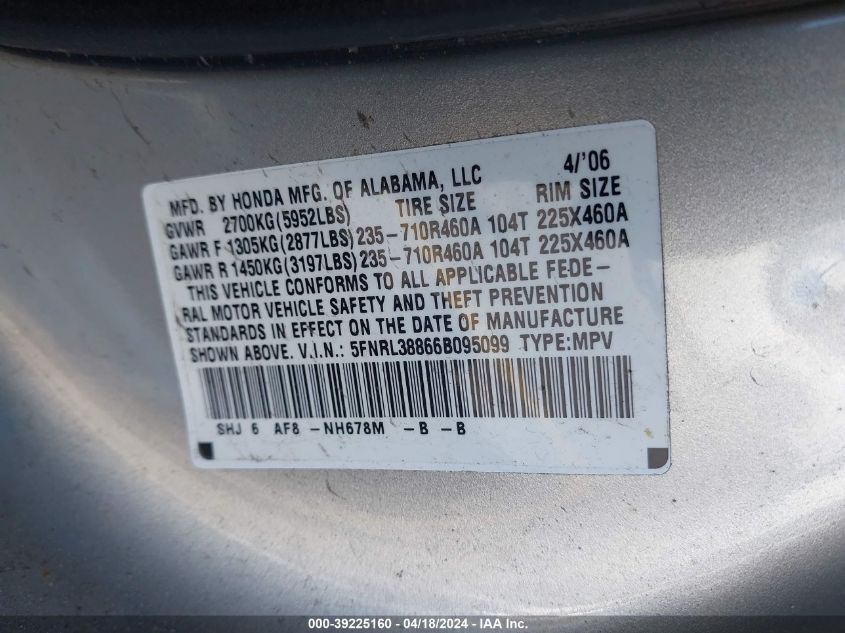 4/'06
MFD. BY HONDA MFG. OF ALABAMA, LLC
GVWR 2700KG(5952LBS) TIRE SIZE RIM SIZE
GAWR F 1305KG(2877LBS) 235-710R460A 104T 225X460A
GAWR R 1450KG(3197LBS) 235-710R460A 104T 225X460A
THIS VEHICLE CONFORMS TO ALL APPLICABLE FEDE-
RAL MOTOR VEHICLE SAFETY AND THEFT PREVENTION
STANDARDS IN EFFECT ON THE DATE OF MANUFACTURE
SHOWN ABOVE. V.I.N.: 5FNRL38866B095099 TYPE:MPV
SHJ 6 AF8 -NH678M -B -B
000-39225160 - 04/18/2024 - IAA Inc.